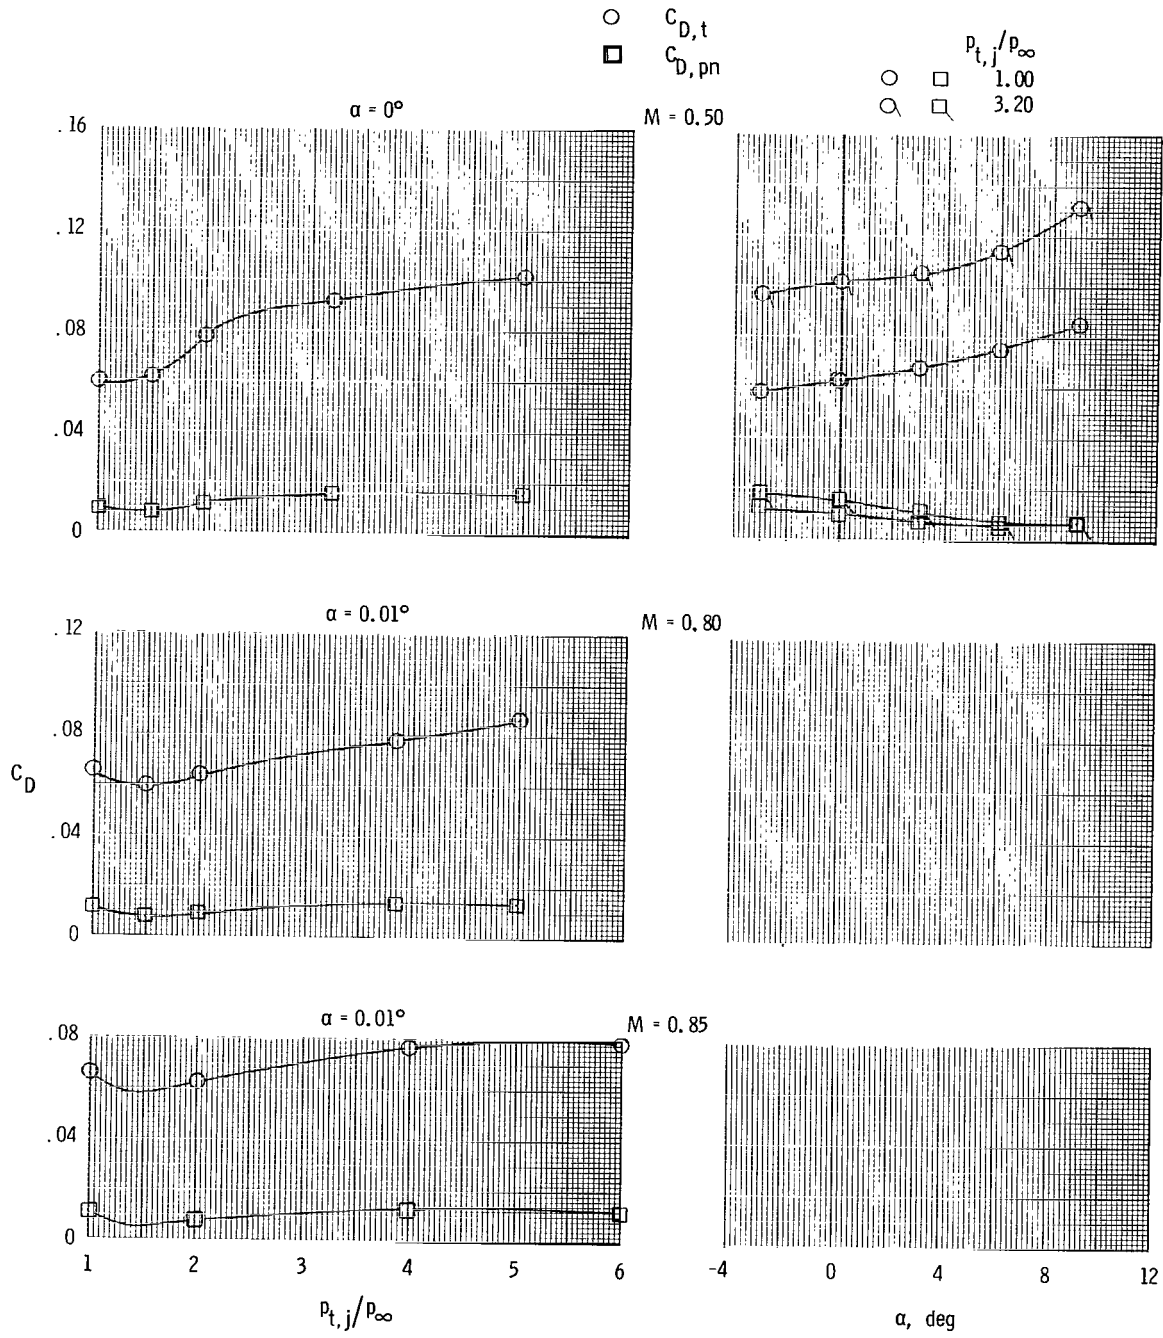 C_D,t
C_D,pn
p_t,j/p_∞
1.00
3.20
α = 0°
M = 0.50
.16
.12
.08
.04
0
α = 0.01°
M = 0.80
.12
.08
C_D
.04
0
α = 0.01°
M = 0.85
.08
.04
0
1 2 3 4 5 6
-4 0 4 8 12
p_t,j/p_∞
α, deg